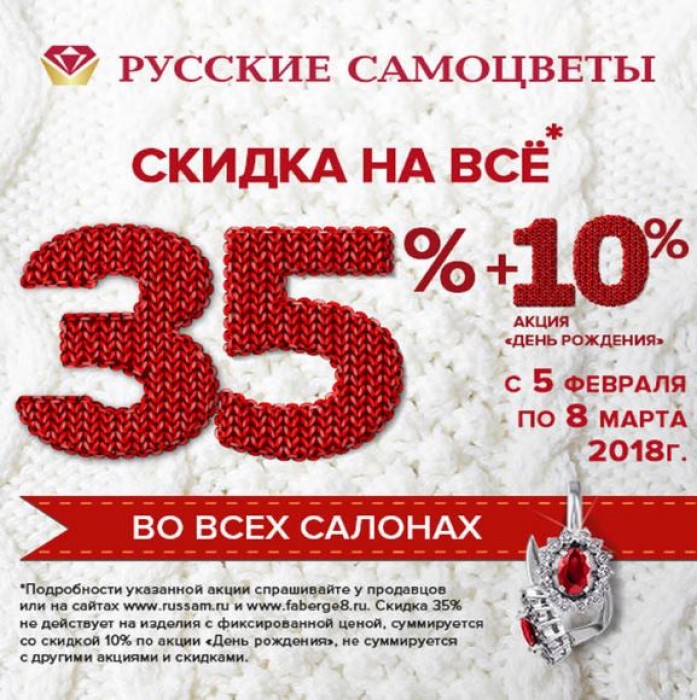 РУССКИЕ САМОЦВЕТЫ
СКИДКА НА ВСЁ*
35% +10%
АКЦИЯ
«ДЕНЬ РОЖДЕНИЯ»
С 5 ФЕВРАЛЯ
ПО 8 МАРТА
2018г.
ВО ВСЕХ САЛОНАХ
*Подробности указанной акции спрашивайте у продавцов
или на сайтах www.russam.ru и www.faberge8.ru. Скидка 35%
не действует на изделия с фиксированной ценой, суммируется
со скидкой 10% по акции «День рождения», не суммируется
с другими акциями и скидками.